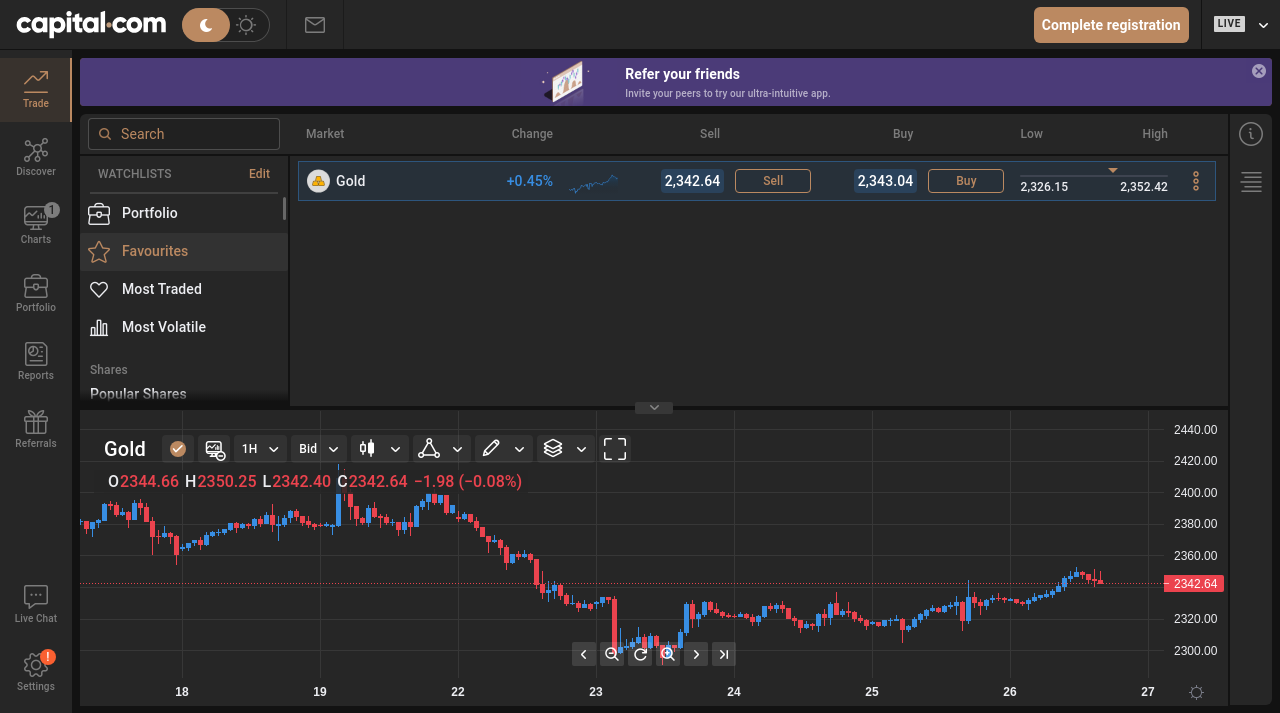 capital.com
Complete registration
LIVE
Refer your friends
Invite your peers to try our ultra-intuitive app.
Trade
Discover
1
Charts
Portfolio
Reports
Referrals
Live Chat
!
Settings
Search
WATCHLISTS
Edit
Portfolio
Favourites
Most Traded
Most Volatile
Shares
Popular Shares
Market Change Sell Buy Low High
Gold +0.45% 2,342.64 Sell 2,343.04 Buy 2,326.15 2,352.42
Gold 1H Bid
O2344.66 H2350.25 L2342.40 C2342.64 −1.98 (−0.08%)
2440.00
2420.00
2400.00
2380.00
2360.00
2342.64
2320.00
2300.00
18 19 22 23 24 25 26 27